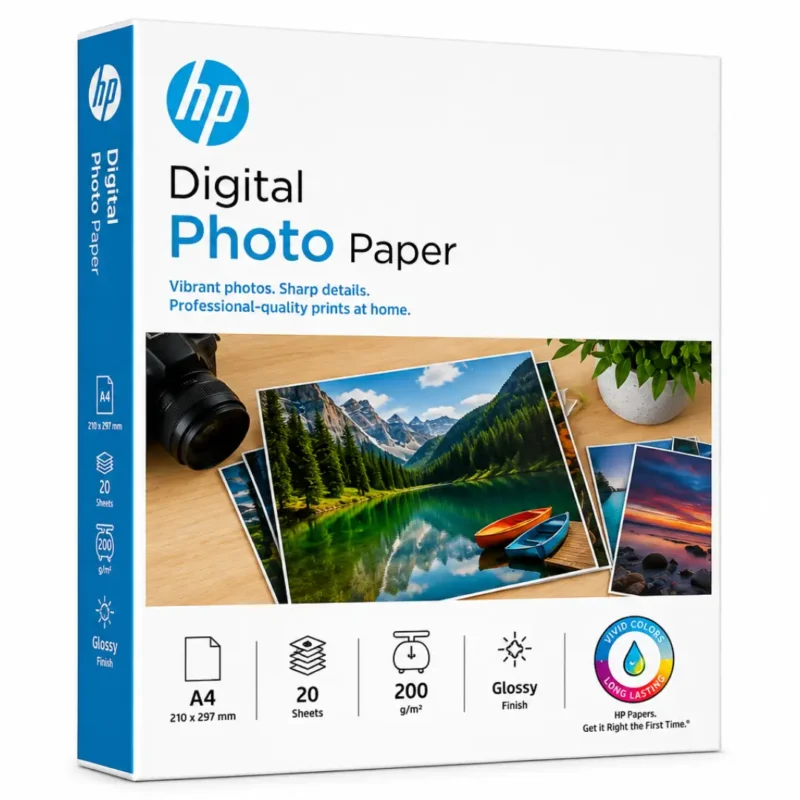 hp
Digital
Photo Paper
A4
210 x 297 mm
20
Sheets
200
g/m²
Glossy
Finish
hp
Digital
Photo Paper
Vibrant photos. Sharp details.
Professional-quality prints at home.
A4
210 x 297 mm
20
Sheets
200
g/m²
Glossy
Finish
VIVID COLORS
LONG LASTING
HP Papers.
Get it Right the First Time.®